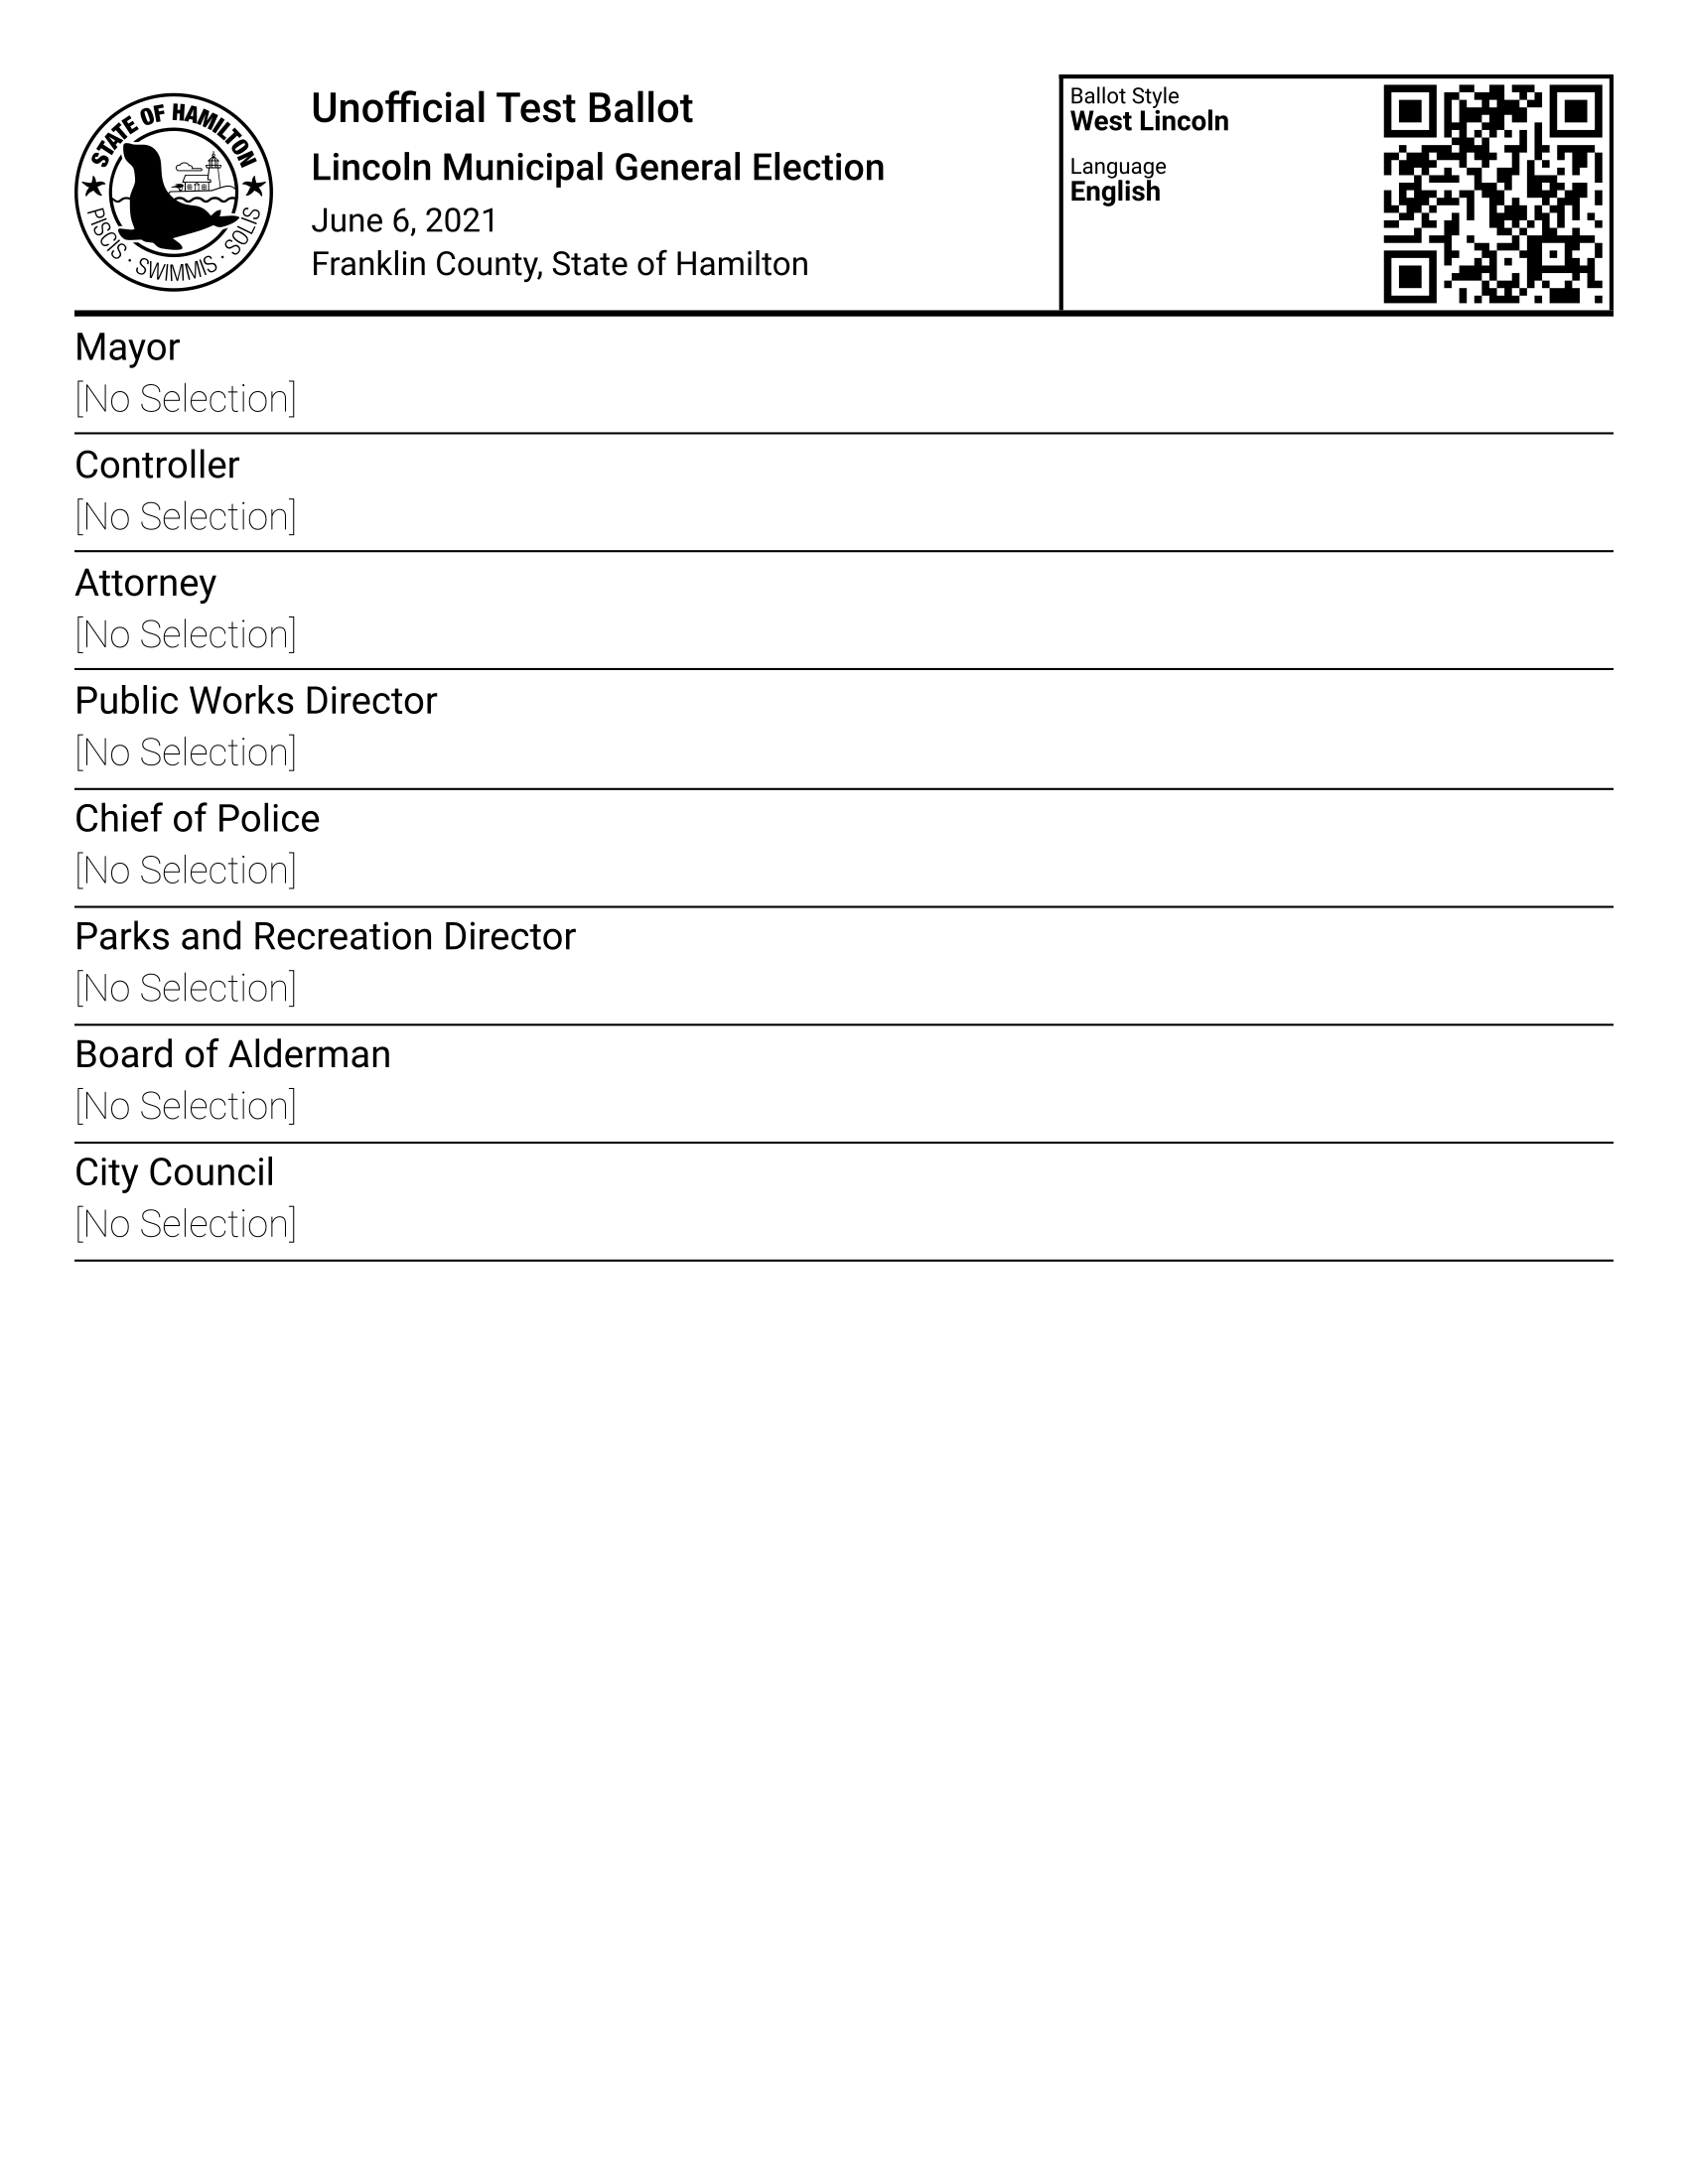 STATE OF HAMILTON
PISCIS · SWIMMIS · SOLIS
Unofficial Test Ballot
Lincoln Municipal General Election
June 6, 2021
Franklin County, State of Hamilton
Ballot Style
West Lincoln
Language
English
Mayor
[No Selection]
Controller
[No Selection]
Attorney
[No Selection]
Public Works Director
[No Selection]
Chief of Police
[No Selection]
Parks and Recreation Director
[No Selection]
Board of Alderman
[No Selection]
City Council
[No Selection]